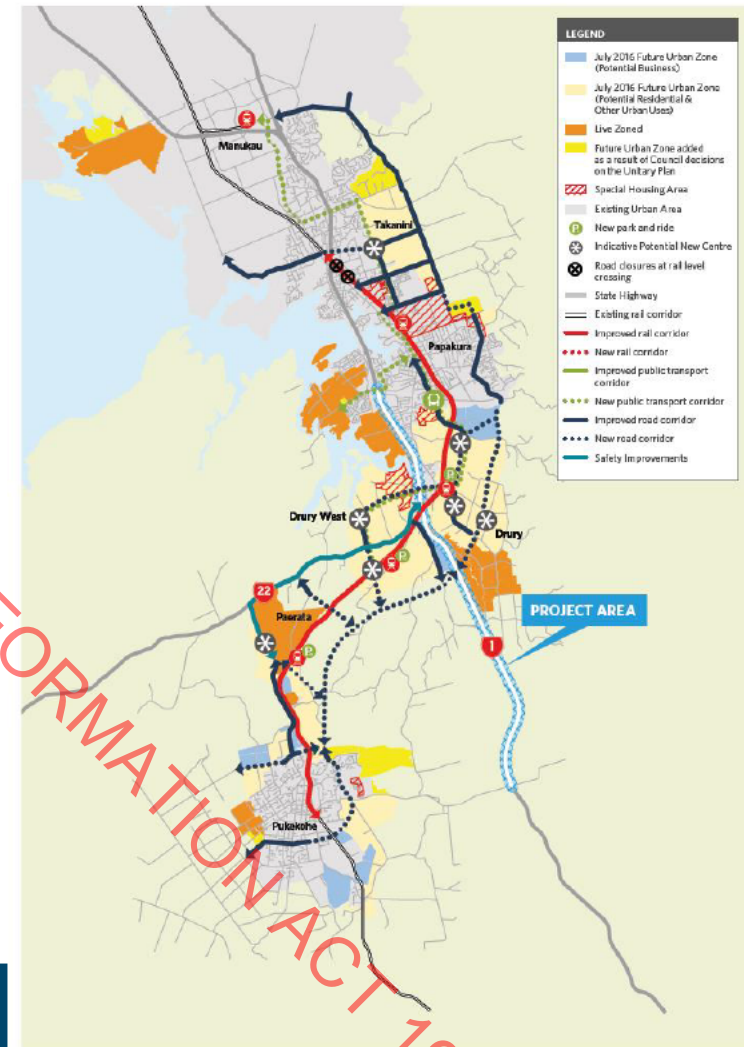 LEGEND
July 2016 Future Urban Zone
(Potential Business)
July 2016 Future Urban Zone
(Potential Residential &
Other Urban Uses)
Live Zoned
Future Urban Zone added
as a result of Council decisions
on the Unitary Plan
Special Housing Area
Existing Urban Area
P New park and ride
Indicative Potential New Centre
Road closures at rail level
crossing
State Highway
Existing rail corridor
Improved rail corridor
New rail corridor
Improved public transport
corridor
New public transport corridor
Improved road corridor
New road corridor
Safety Improvements
Manukau
Takanini
Papakura
P
Drury West
Drury
P
22
PROJECT AREA
Paerata
1
P
Pukekohe
FORMATION ACT 19